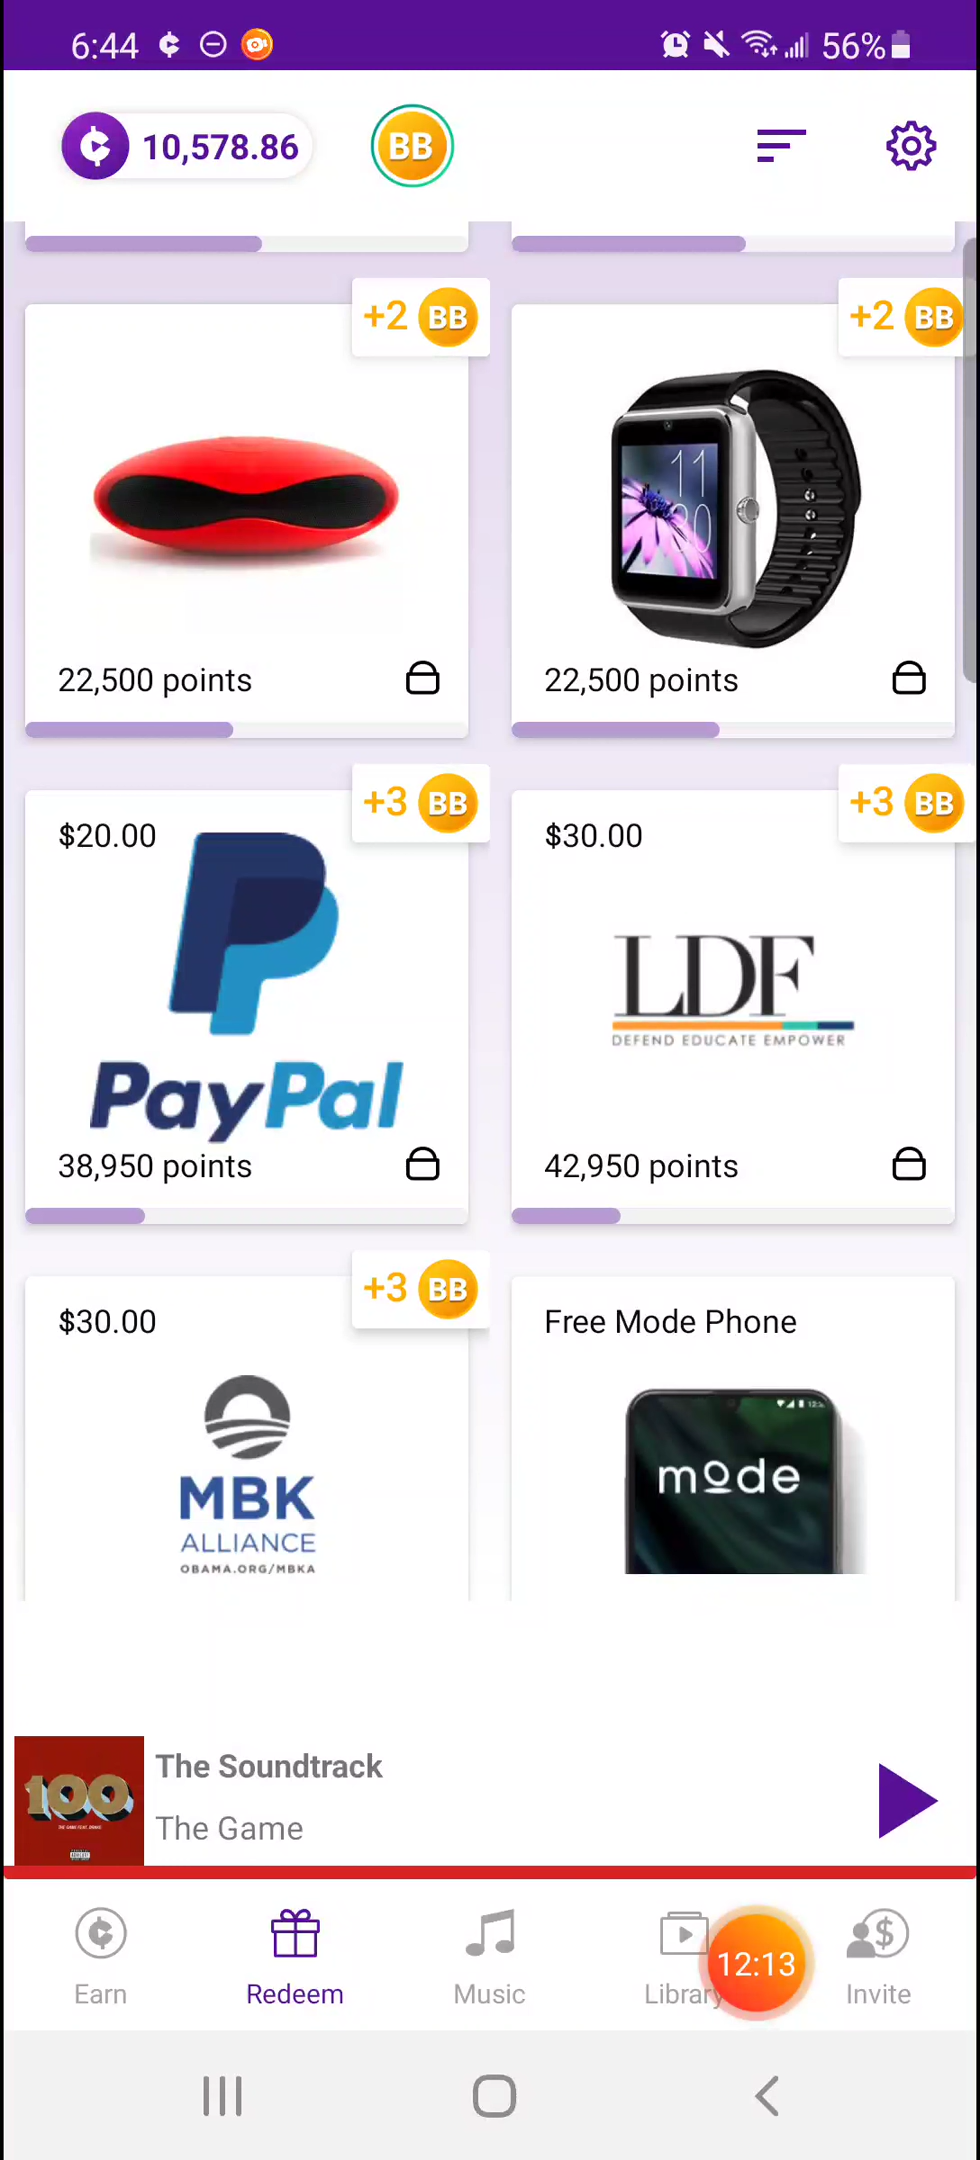 6:44
56%
10,578.86
BB
+2 BB
+2 BB
11
20
22,500 points
22,500 points
+3 BB
+3 BB
$20.00
$30.00
PayPal
LDF
DEFEND EDUCATE EMPOWER
38,950 points
42,950 points
+3 BB
$30.00
Free Mode Phone
mode
MBK
ALLIANCE
OBAMA.ORG/MBKA
100
The Soundtrack
The Game
Earn
Redeem
Music
Library
12:13
Invite